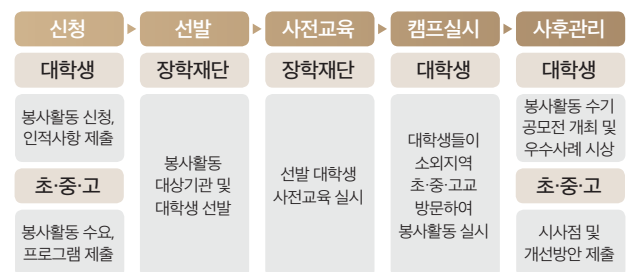 신청
선발
사전교육
캠프실시
사후관리
대학생
장학재단
장학재단
대학생
대학생
봉사활동 신청,
인적사항 제출
초·중·고
봉사활동 수요,
프로그램 제출
봉사활동
대상기관 및
대학생 선발
선발 대학생
사전교육 실시
대학생들이
소외지역
초·중·고교
방문하여
봉사활동 실시
봉사활동 수기
공모전 개최 및
우수사례 시상
초·중·고
시사점 및
개선방안 제출